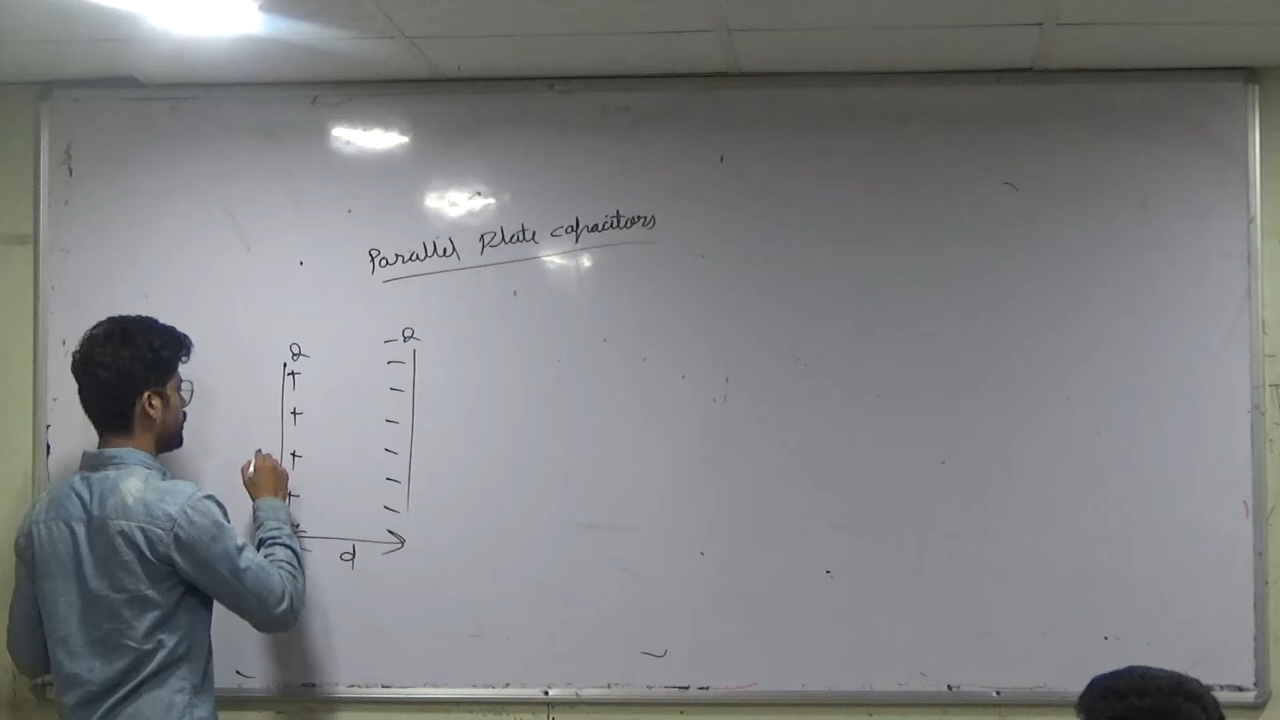 Parallel Plate capacitors
Q -Q
+ -
+ -
+ -
+ -
-
-
d